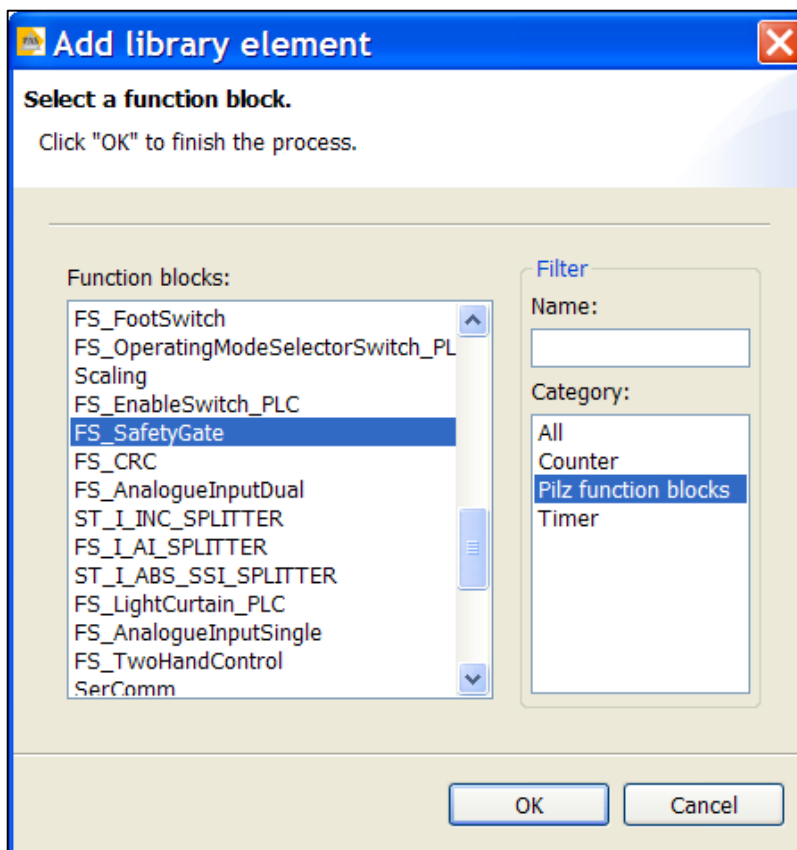 Add library element
Select a function block.
Click "OK" to finish the process.
Function blocks:
FS_FootSwitch
FS_OperatingModeSelectorSwitch_PL
Scaling
FS_EnableSwitch_PLC
FS_SafetyGate
FS_CRC
FS_AnalogueInputDual
ST_I_INC_SPLITTER
FS_I_AI_SPLITTER
ST_I_ABS_SSI_SPLITTER
FS_LightCurtain_PLC
FS_AnalogueInputSingle
FS_TwoHandControl
SerComm
Filter
Name:
Category:
All
Counter
Pilz function blocks
Timer
OK
Cancel